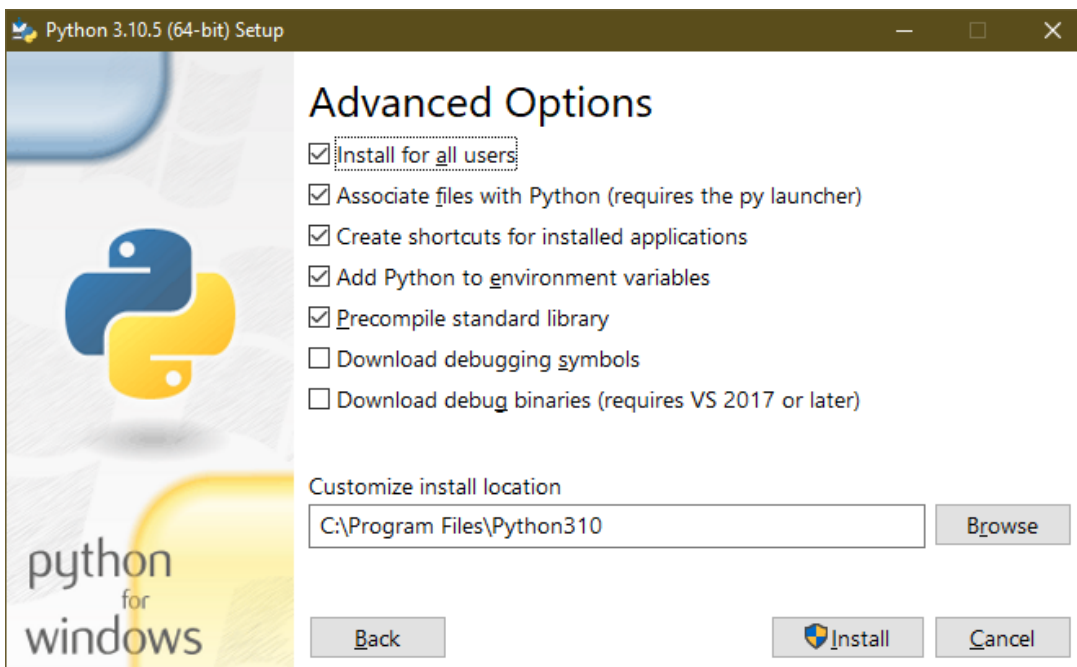 Python 3.10.5 (64-bit) Setup
Advanced Options
Install for all users
Associate files with Python (requires the py launcher)
Create shortcuts for installed applications
Add Python to environment variables
Precompile standard library
Download debugging symbols
Download debug binaries (requires VS 2017 or later)
Customize install location
C:\Program Files\Python310
Browse
python
for
windows
Back
Install
Cancel